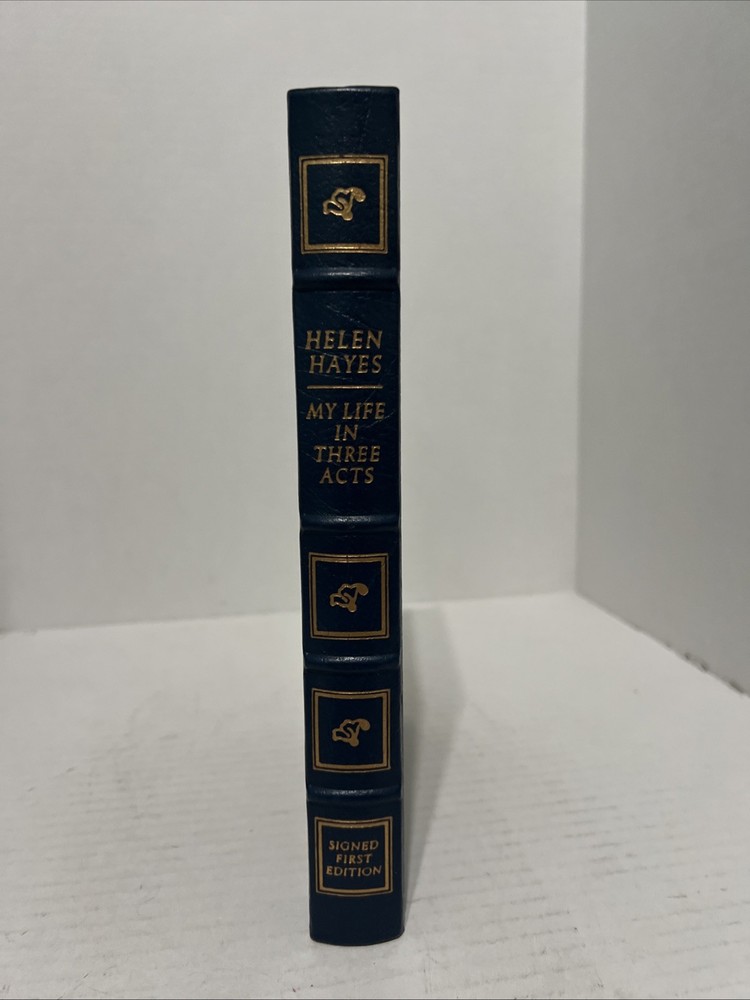 HELEN
HAYES
MY LIFE
IN
THREE
ACTS
SIGNED
FIRST
EDITION